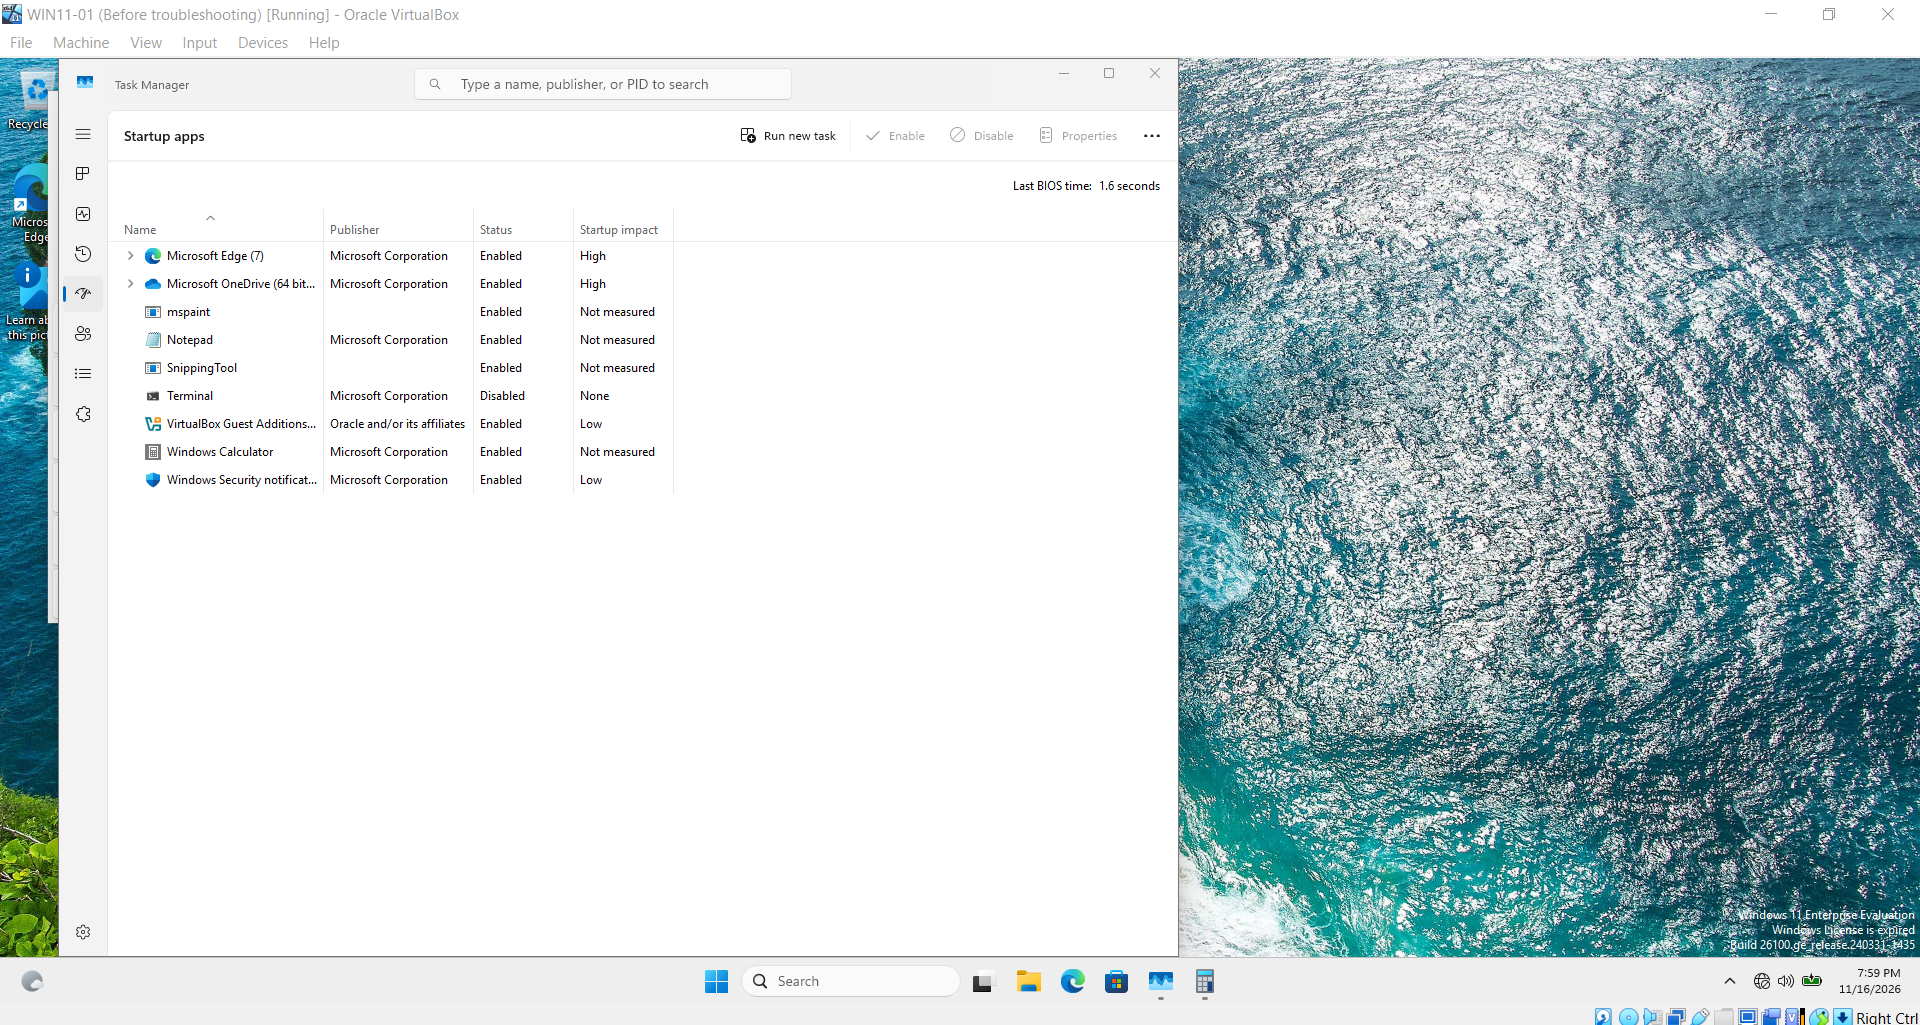 WIN11-01 (Before troubleshooting) [Running] - Oracle VirtualBox
File Machine View Input Devices Help
Recycle
Micros
Edge
Learn ab
this pict
Task Manager
Type a name, publisher, or PID to search
Startup apps
Run new task Enable Disable Properties
Last BIOS time: 1.6 seconds
Name Publisher Status Startup impact
Microsoft Edge (7) Microsoft Corporation Enabled High
Microsoft OneDrive (64 bit... Microsoft Corporation Enabled High
mspaint Enabled Not measured
Notepad Microsoft Corporation Enabled Not measured
SnippingTool Enabled Not measured
Terminal Microsoft Corporation Disabled None
VirtualBox Guest Additions... Oracle and/or its affiliates Enabled Low
Windows Calculator Microsoft Corporation Enabled Not measured
Windows Security notificat... Microsoft Corporation Enabled Low
Windows 11 Enterprise Evaluation
Windows License is expired
Build 26100.ge_release.240331-1435
Search
7:59 PM
11/16/2026
Right Ctrl